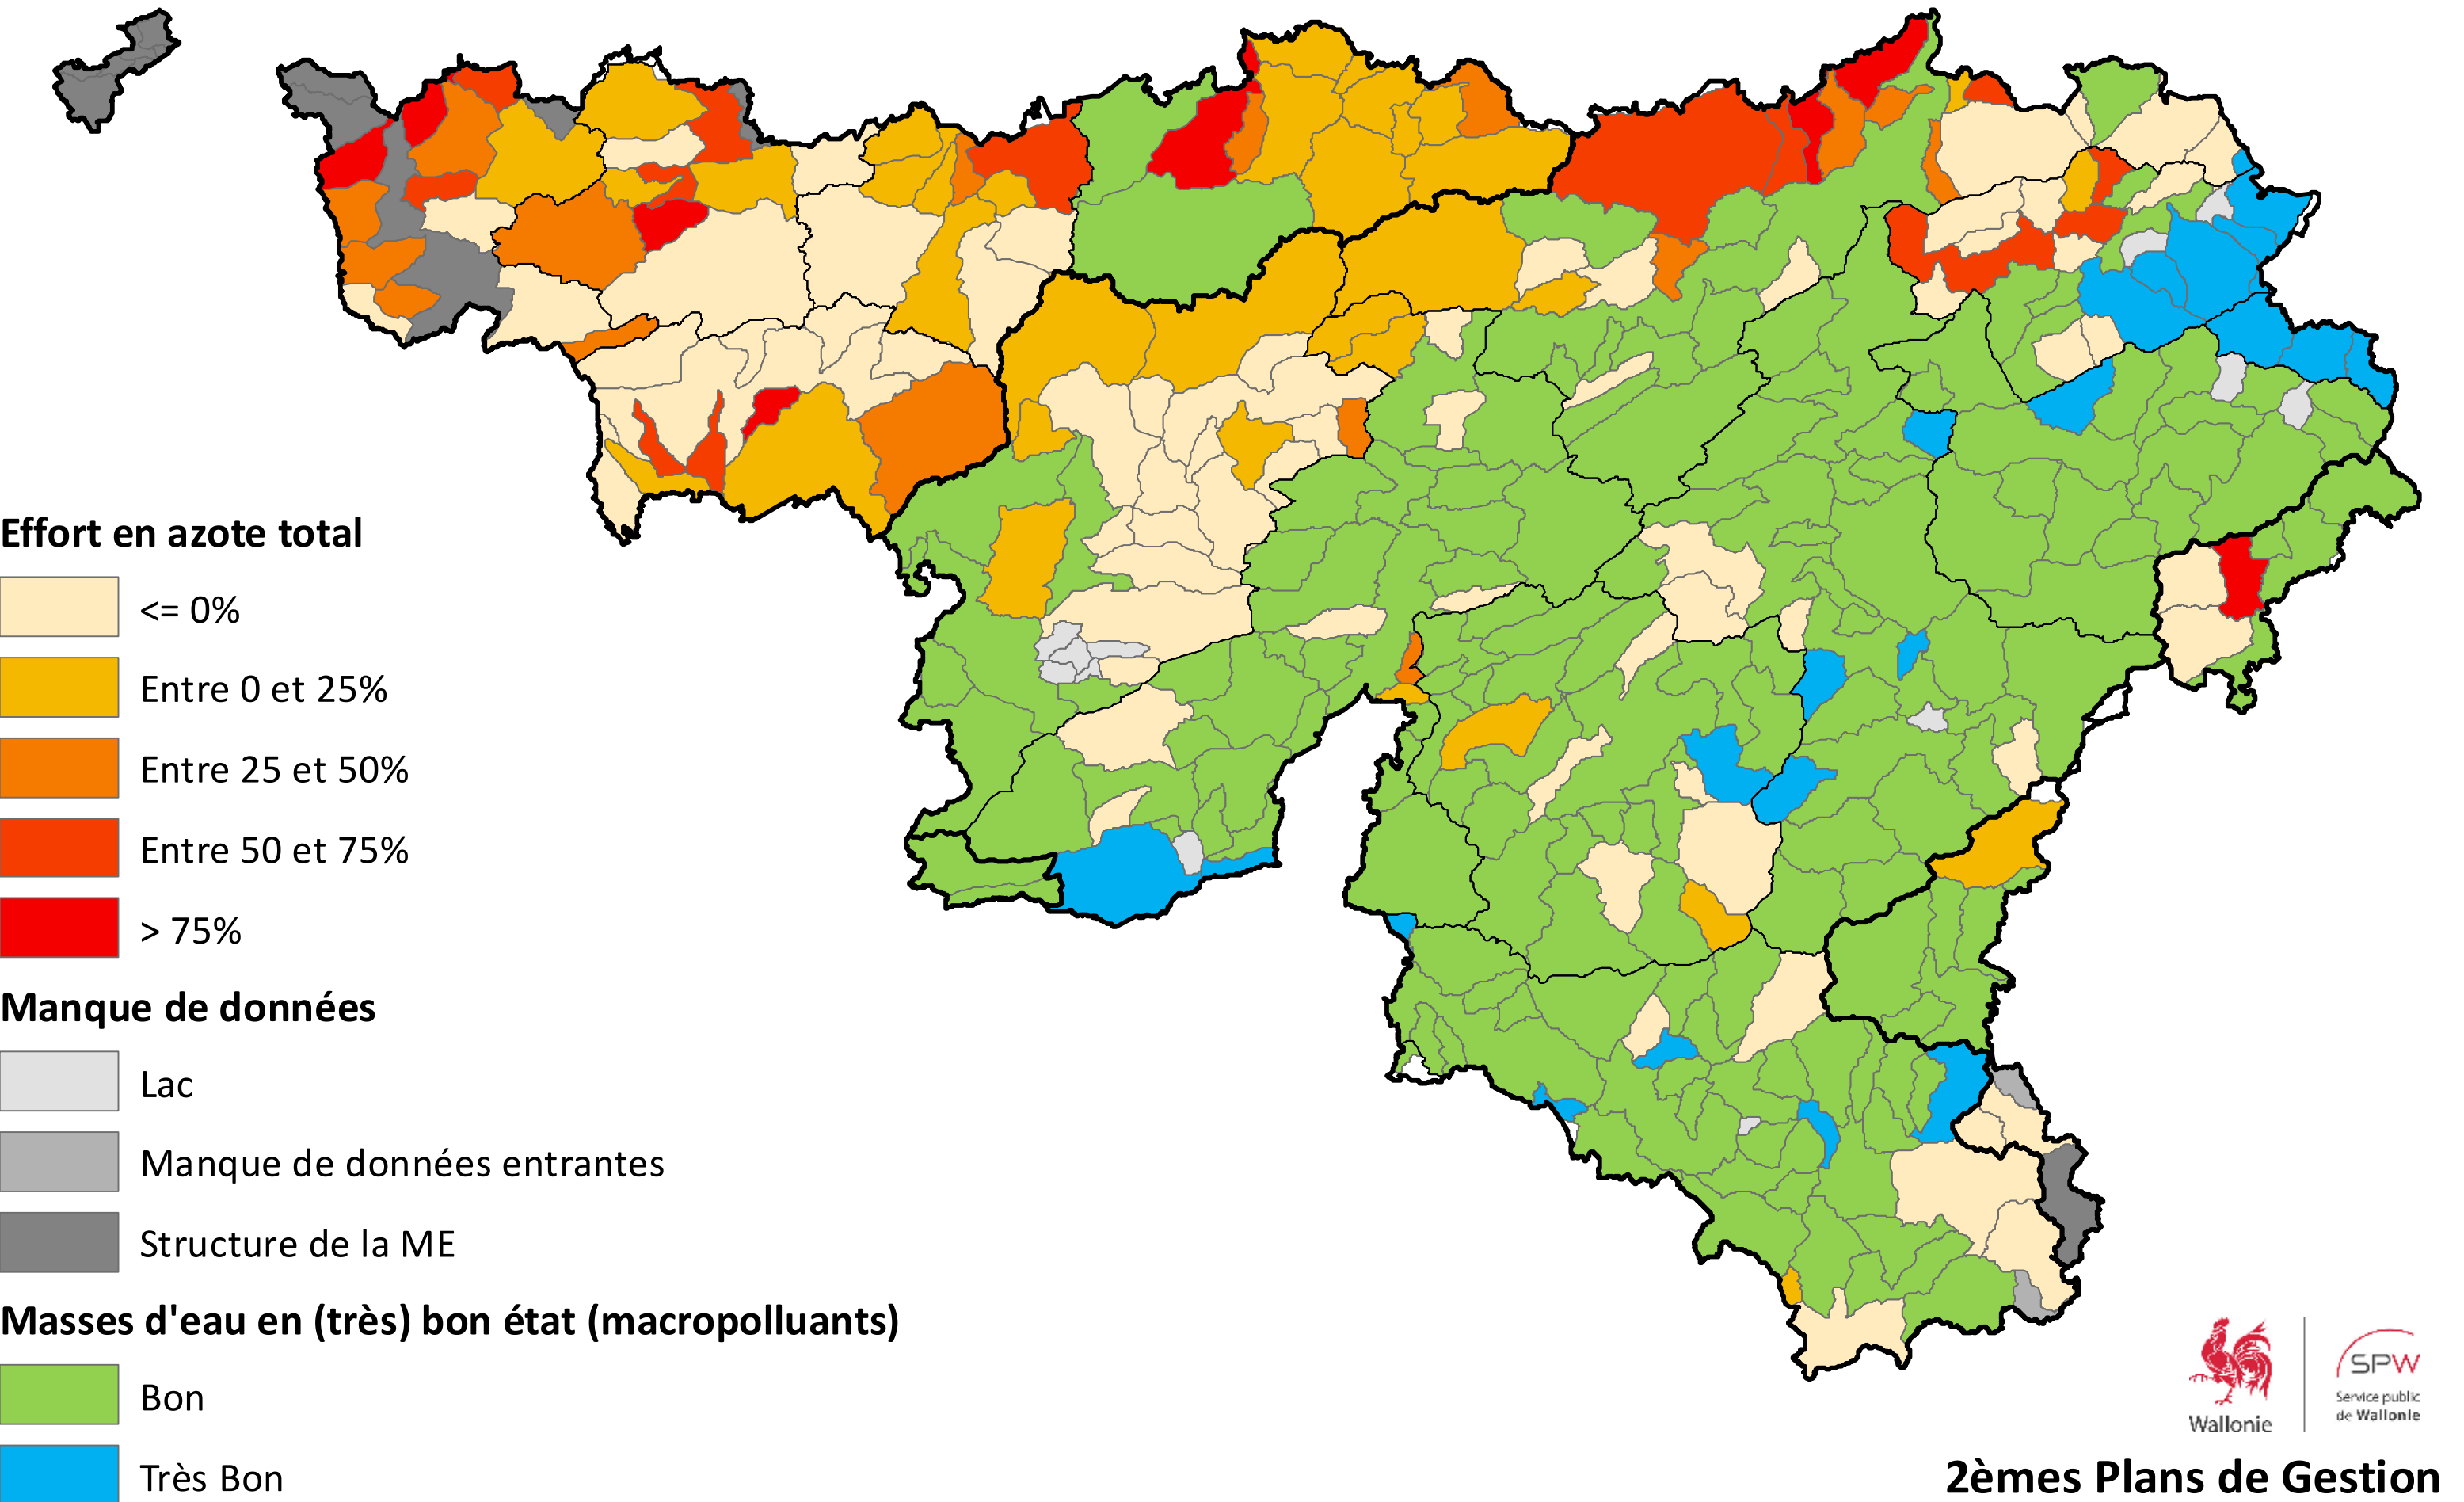 Effort en azote total
<= 0%
Entre 0 et 25%
Entre 25 et 50%
Entre 50 et 75%
> 75%
Manque de données
Lac
Manque de données entrantes
Structure de la ME
Masses d'eau en (très) bon état (macropolluants)
Bon
Très Bon
Wallonie
SPW
Service public
de Wallonie
2èmes Plans de Gestion